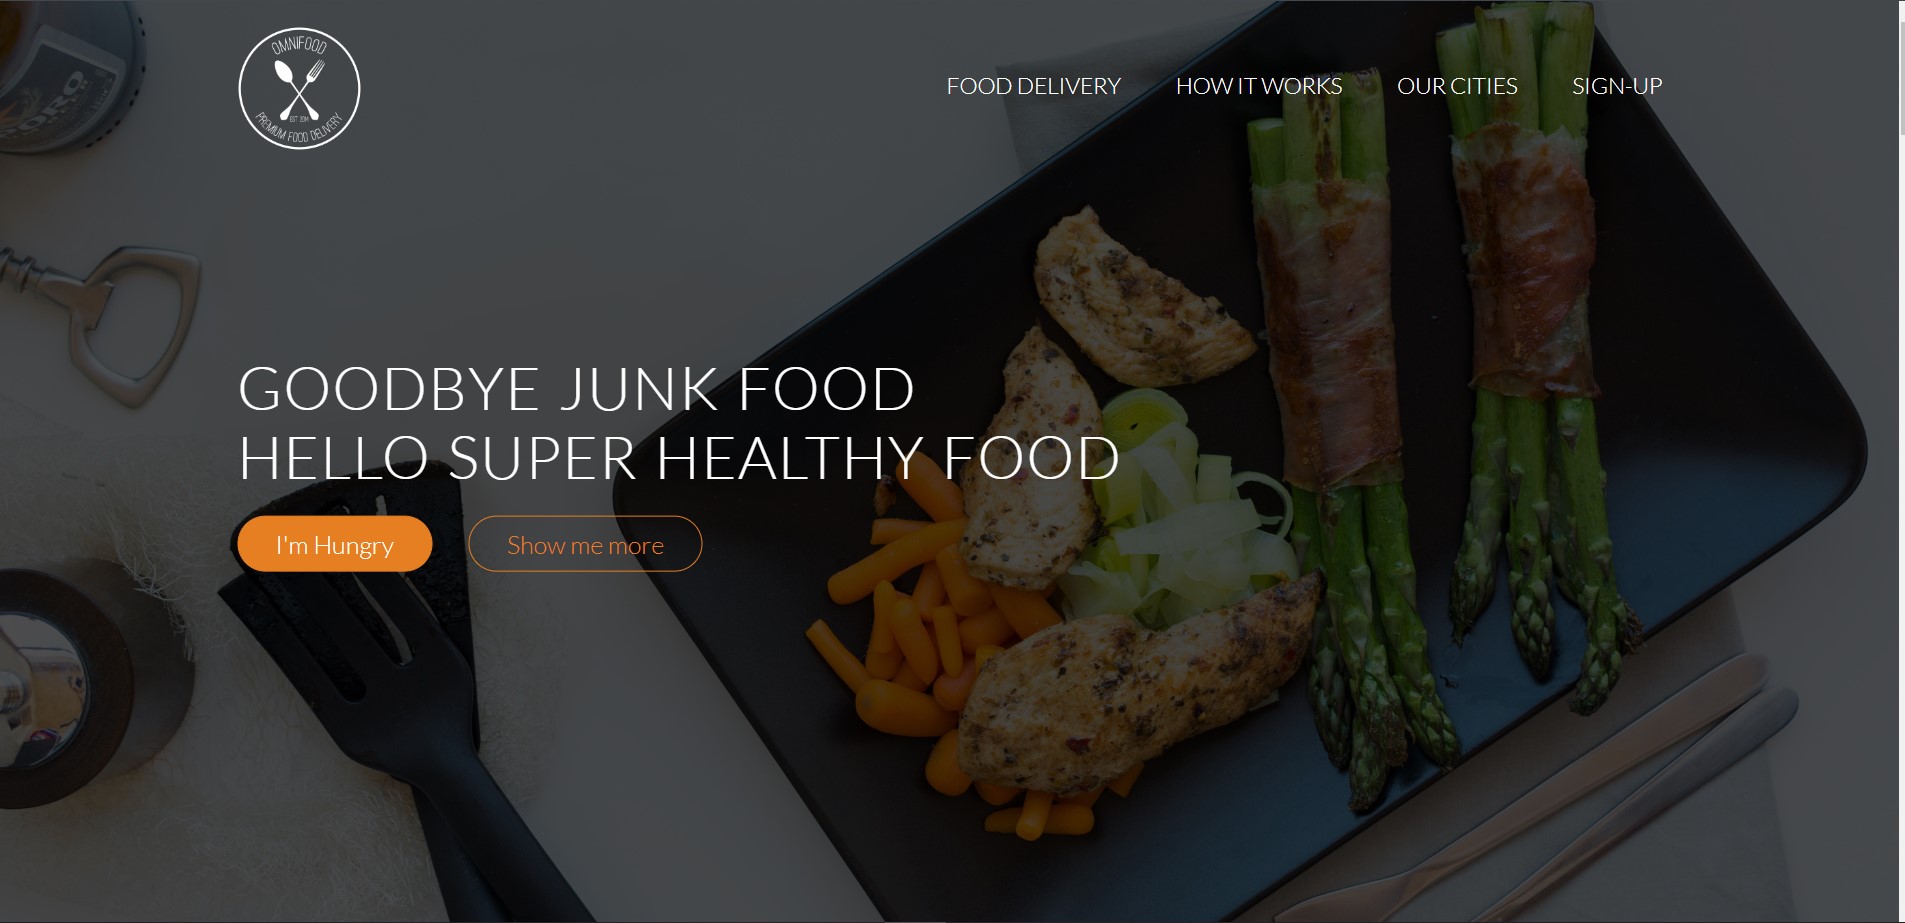 OMNIFOOD
EST 2014
PREMIUM FOOD DELIVERY
FOOD DELIVERY
HOW IT WORKS
OUR CITIES
SIGN-UP
GOODBYE JUNK FOOD
HELLO SUPER HEALTHY FOOD
I'm Hungry
Show me more